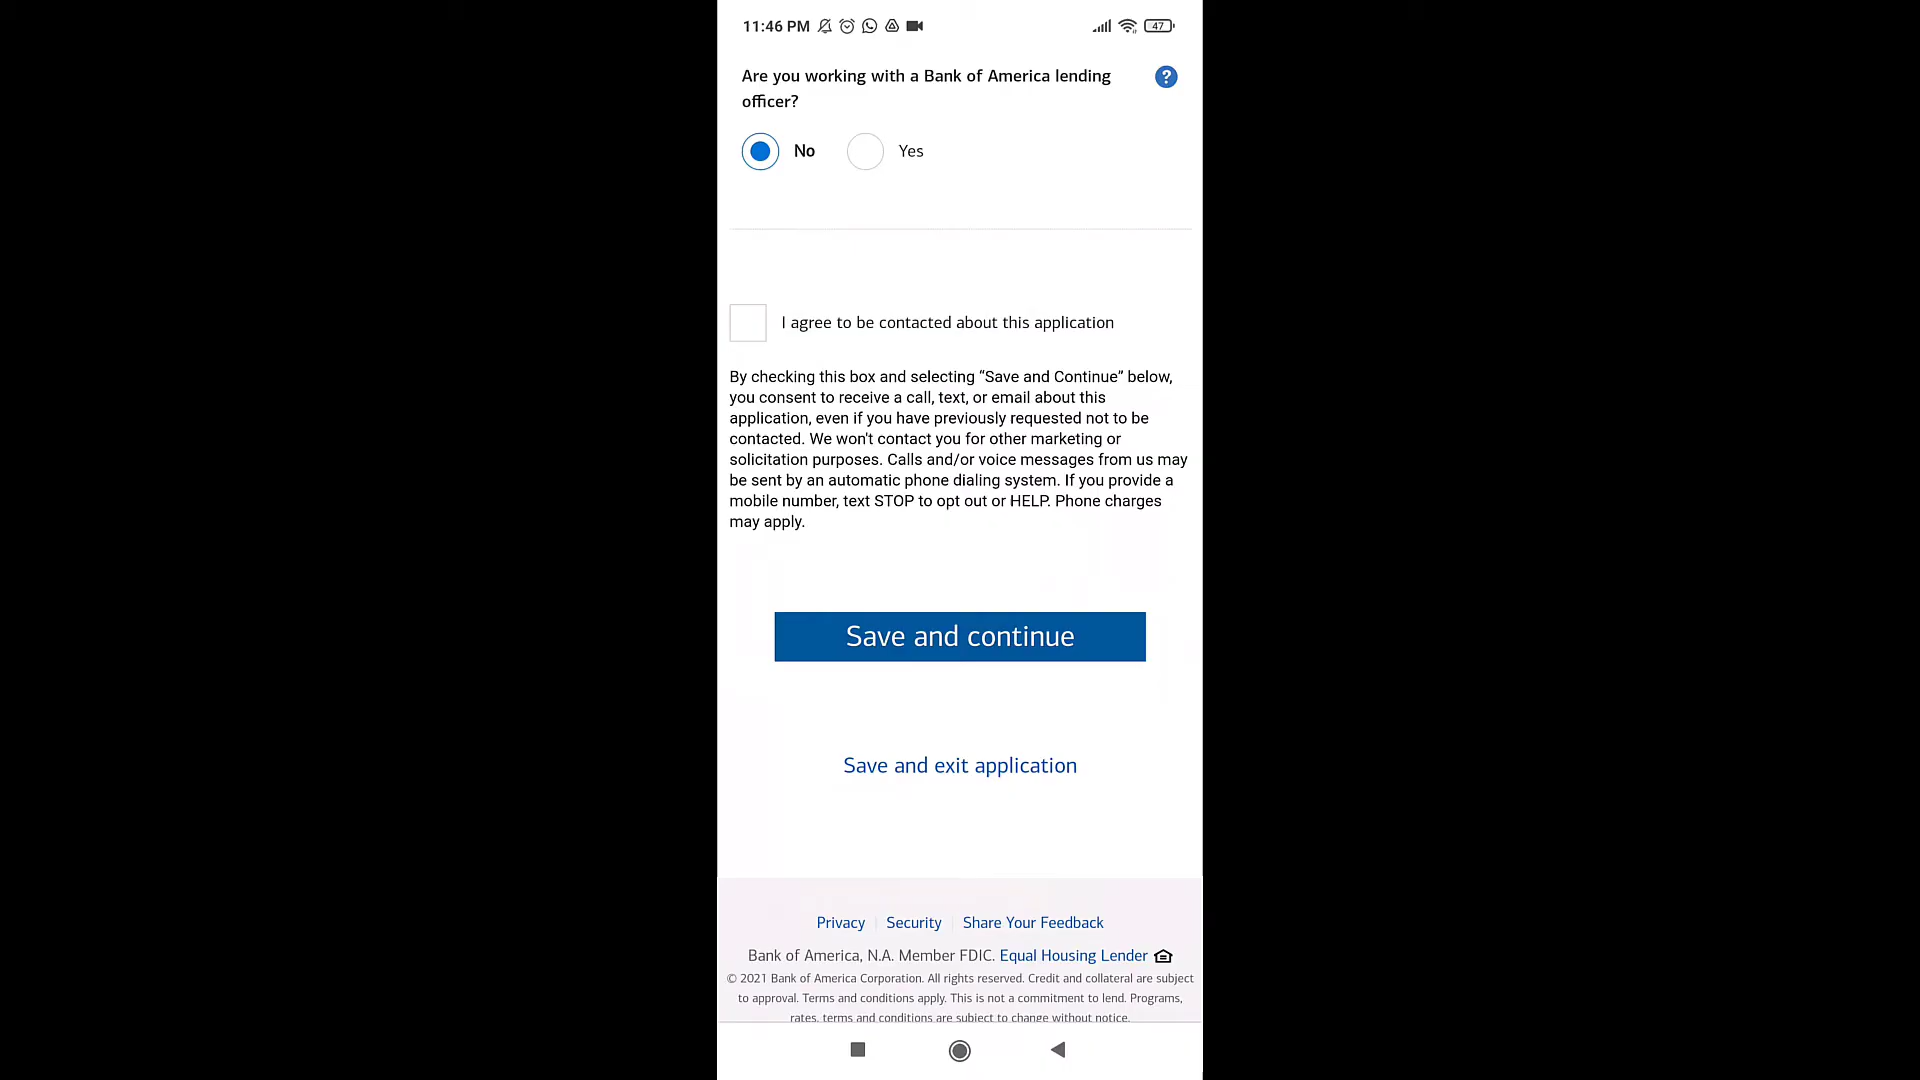 11:46 PM
47
Are you working with a Bank of America lending
officer?
?
No
Yes
I agree to be contacted about this application
By checking this box and selecting “Save and Continue” below,
you consent to receive a call, text, or email about this
application, even if you have previously requested not to be
contacted. We won't contact you for other marketing or
solicitation purposes. Calls and/or voice messages from us may
be sent by an automatic phone dialing system. If you provide a
mobile number, text STOP to opt out or HELP. Phone charges
may apply.
Save and continue
Save and exit application
Privacy
Security
Share Your Feedback
Bank of America, N.A. Member FDIC. Equal Housing Lender
© 2021 Bank of America Corporation. All rights reserved. Credit and collateral are subject
to approval. Terms and conditions apply. This is not a commitment to lend. Programs,
rates, terms and conditions are subject to change without notice.